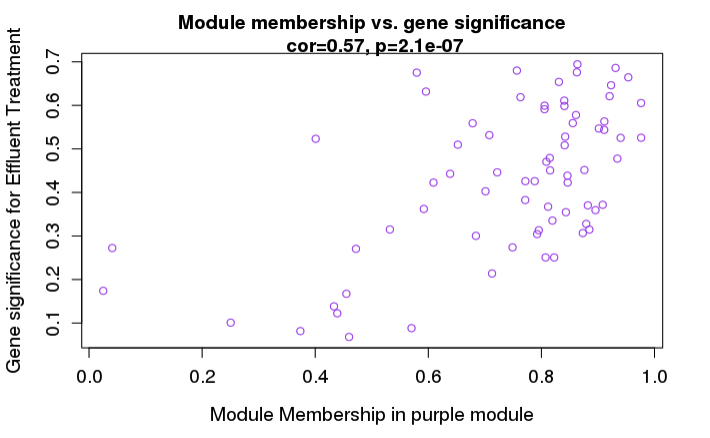 Module membership vs. gene significance
cor=0.57, p=2.1e-07
Gene significance for Effluent Treatment
0.7
0.6
0.5
0.4
0.3
0.2
0.1
0.0 0.2 0.4 0.6 0.8 1.0
Module Membership in purple module